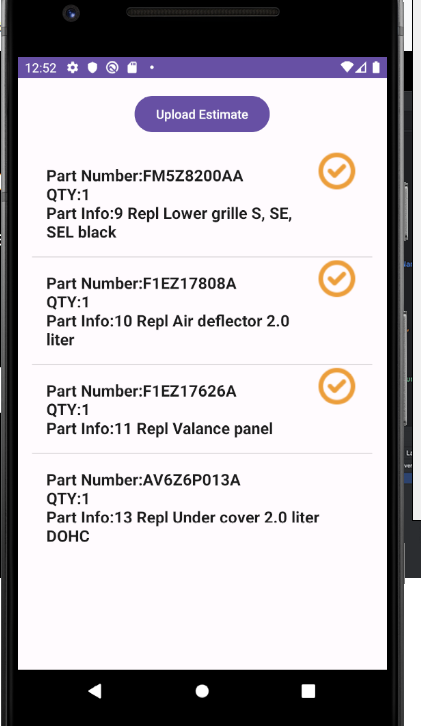 12:52
Upload Estimate
Part Number:FM5Z8200AA
QTY:1
Part Info:9 Repl Lower grille S, SE,
SEL black
Part Number:F1EZ17808A
QTY:1
Part Info:10 Repl Air deflector 2.0
liter
Part Number:F1EZ17626A
QTY:1
Part Info:11 Repl Valance panel
Part Number:AV6Z6P013A
QTY:1
Part Info:13 Repl Under cover 2.0 liter
DOHC